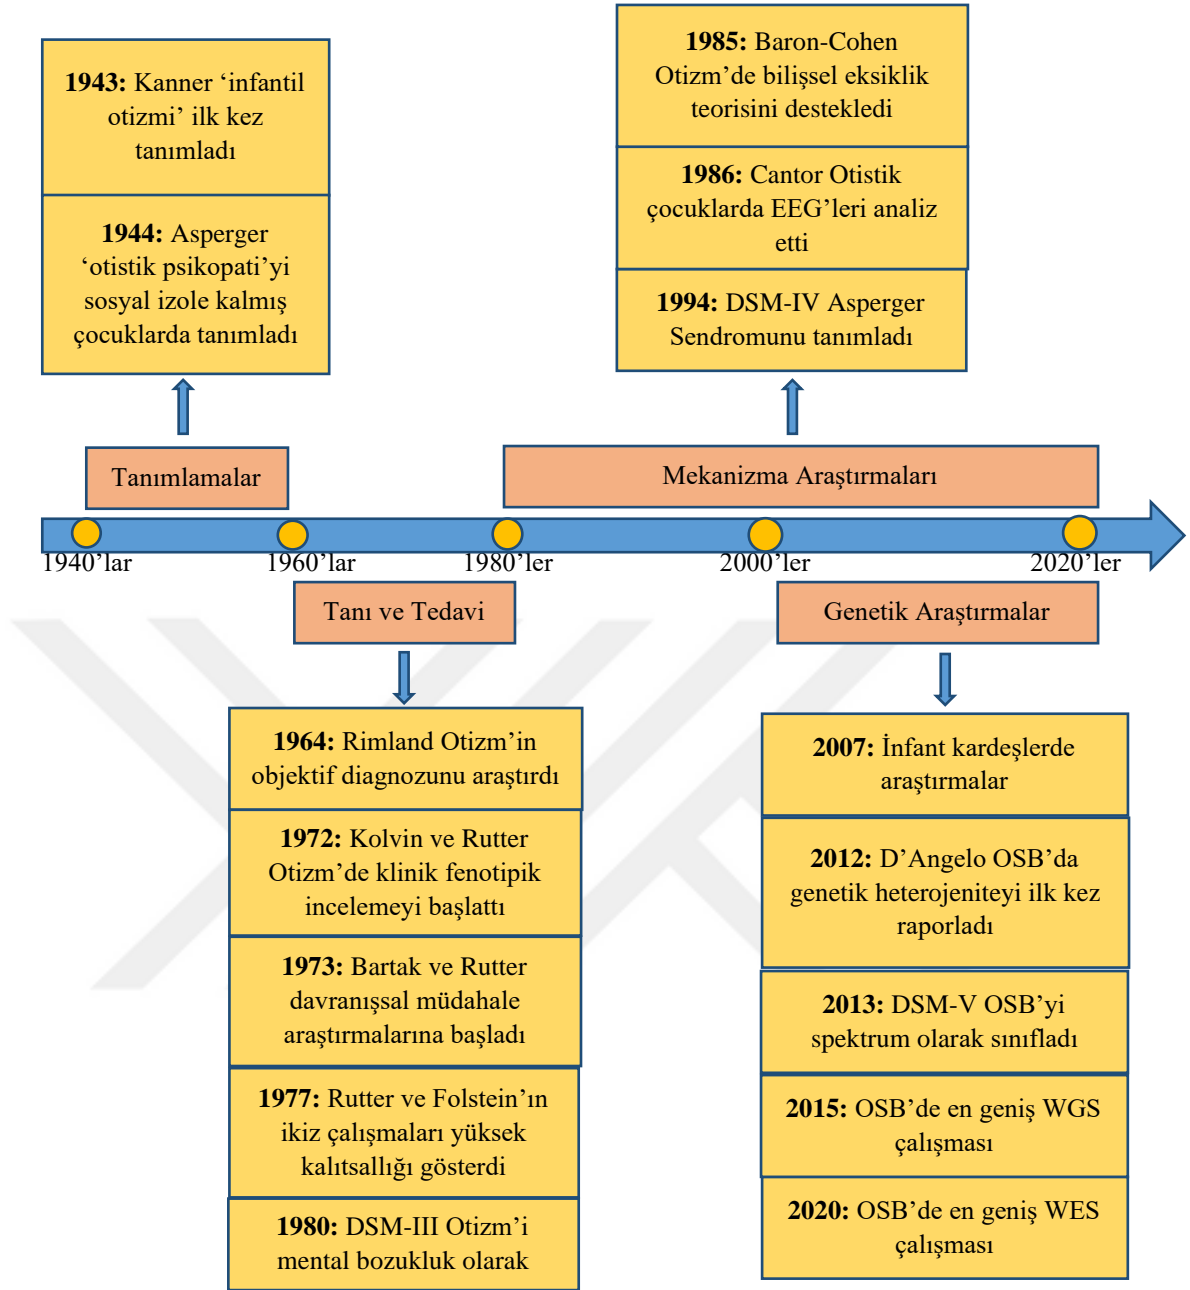 1943: Kanner ‘infantil
otizmi’ ilk kez
tanımladı
1944: Asperger
‘otistik psikopati’yi
sosyal izole kalmış
çocuklarda tanımladı
1985: Baron-Cohen
Otizm’de bilişsel eksiklik
teorisini destekledi
1986: Cantor Otistik
çocuklarda EEG’leri analiz
etti
1994: DSM-IV Asperger
Sendromunu tanımladı
Tanımlamalar
Mekanizma Araştırmaları
1940’lar
1960’lar
1980’ler
2000’ler
2020’ler
Tanı ve Tedavi
Genetik Araştırmalar
1964: Rimland Otizm’in
objektif diagnozunu araştırdı
1972: Kolvin ve Rutter
Otizm’de klinik fenotipik
incelemeyi başlattı
1973: Bartak ve Rutter
davranışsal müdahale
araştırmalarına başladı
1977: Rutter ve Folstein’ın
ikiz çalışmaları yüksek
kalıtsallığı gösterdi
1980: DSM-III Otizm’i
mental bozukluk olarak
2007: İnfant kardeşlerde
araştırmalar
2012: D’Angelo OSB’da
genetik heterojeniteyi ilk kez
raporladı
2013: DSM-V OSB’yi
spektrum olarak sınıfladı
2015: OSB’de en geniş WGS
çalışması
2020: OSB’de en geniş WES
çalışması